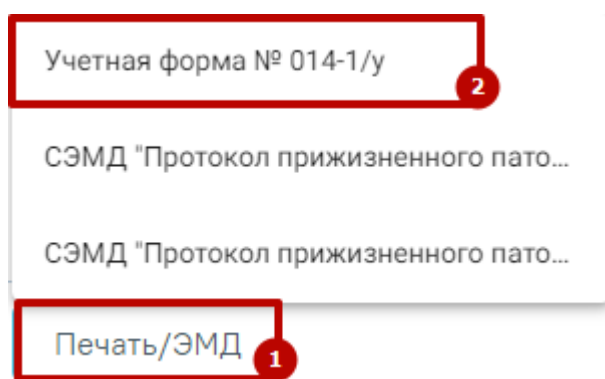 Учетная форма № 014-1/у
2
СЭМД "Протокол прижизненного пато...
СЭМД "Протокол прижизненного пато...
Печать/ЭМД
1